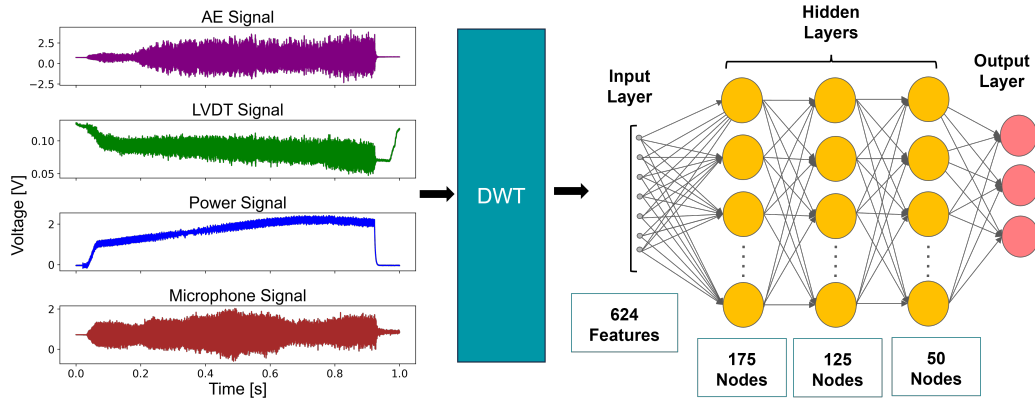 AE Signal
2.5
0.0
−2.5
LVDT Signal
0.10
0.05
Power Signal
2
0
Microphone Signal
2
0
0.0 0.2 0.4 0.6 0.8 1.0
Time [s]
Voltage [V]
DWT
Input
Layer
Hidden
Layers
Output
Layer
624
Features
175
Nodes
125
Nodes
50
Nodes